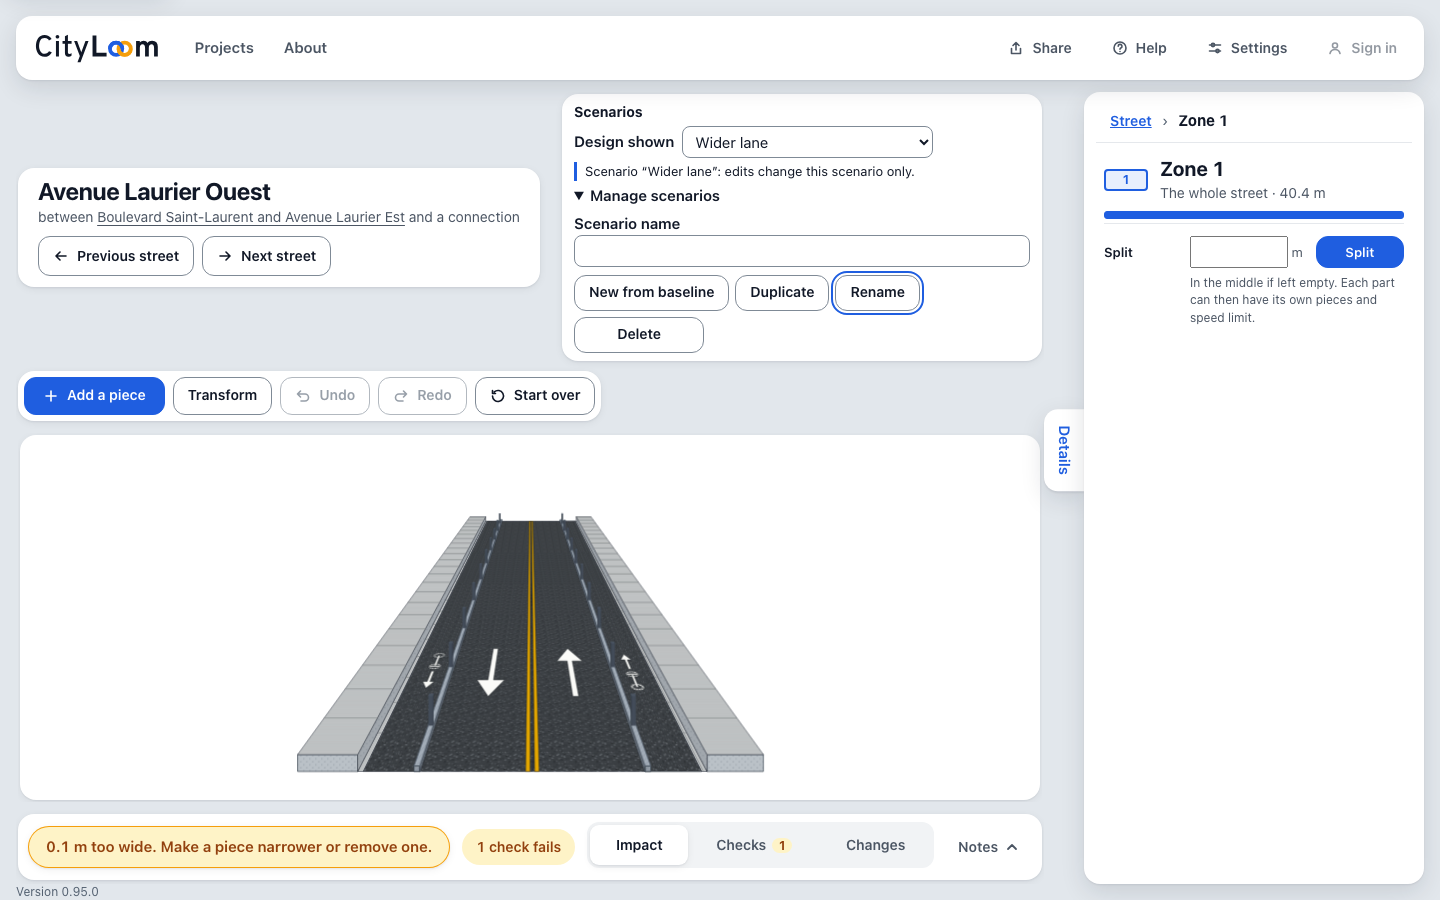 CityLoom
Projects
About
Share
Help
Settings
Sign in
Avenue Laurier Ouest
between Boulevard Saint-Laurent and Avenue Laurier Est and a connection
Previous street
Next street
Scenarios
Design shown
Wider lane
Scenario “Wider lane”: edits change this scenario only.
Manage scenarios
Scenario name
New from baseline
Duplicate
Rename
Delete
Add a piece
Transform
Undo
Redo
Start over
Details
Street › Zone 1
1
Zone 1
The whole street · 40.4 m
Split
m
Split
In the middle if left empty. Each part
can then have its own pieces and
speed limit.
0.1 m too wide. Make a piece narrower or remove one.
1 check fails
Impact
Checks 1
Changes
Notes
Version 0.95.0